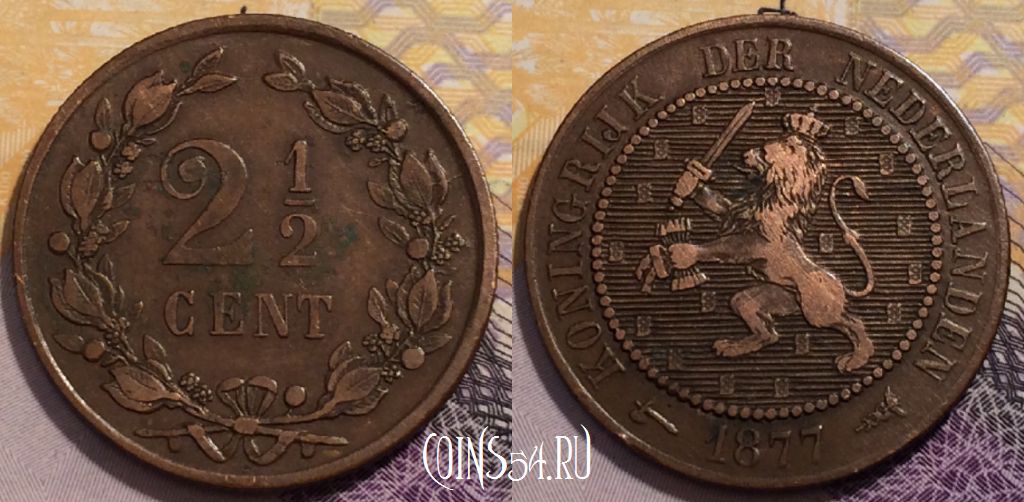 2 1/2
CENT
KONINGRIJK DER NEDERLANDEN
1877
COINS54.RU